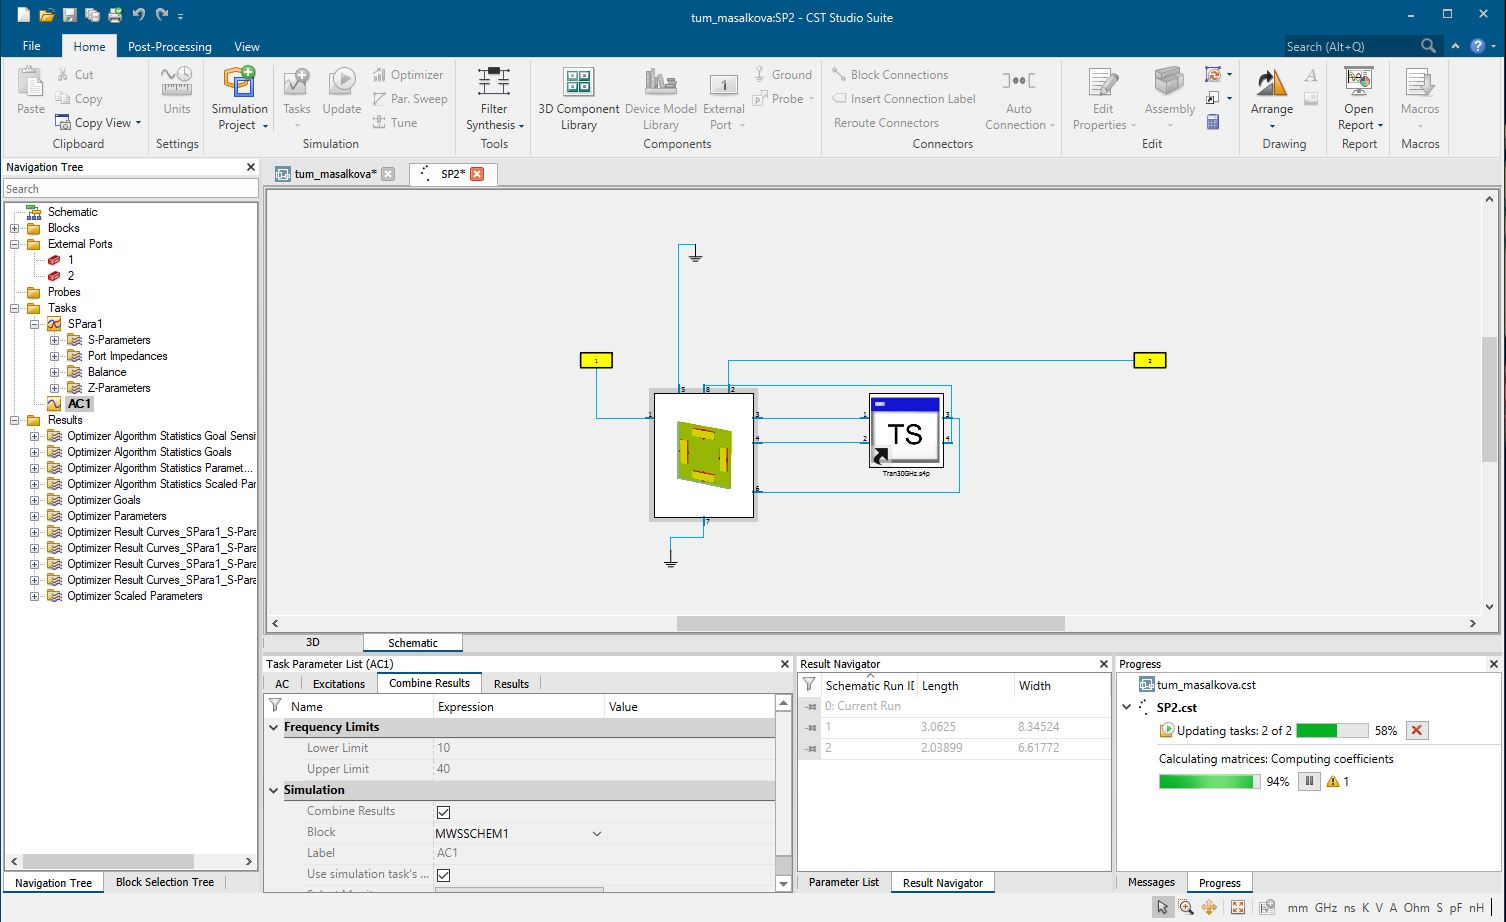 tum_masalkova:SP2 - CST Studio Suite
File Home Post-Processing View
Search (Alt+Q)
Paste
Cut
Copy
Copy View
Clipboard
Units
Settings
Simulation
Project
Tasks
Update
Optimizer
Par. Sweep
Tune
Simulation
Filter
Synthesis
Tools
3D Component
Library
Device Model
Library
External
Port
Ground
Probe
Components
Block Connections
Insert Connection Label
Reroute Connectors
Auto
Connection
Connectors
Edit
Properties
Assembly
Edit
A
Arrange
Drawing
Open
Report
Report
Macros
Macros
Navigation Tree
Search
Schematic
Blocks
External Ports
1
2
Probes
Tasks
SPara1
S-Parameters
Port Impedances
Balance
Z-Parameters
AC1
Results
Optimizer Algorithm Statistics Goal Sensi
Optimizer Algorithm Statistics Goals
Optimizer Algorithm Statistics Paramet...
Optimizer Algorithm Statistics Scaled Par
Optimizer Goals
Optimizer Parameters
Optimizer Result Curves_SPara1_S-Para
Optimizer Result Curves_SPara1_S-Para
Optimizer Result Curves_SPara1_S-Para
Optimizer Result Curves_SPara1_S-Para
Optimizer Scaled Parameters
Navigation Tree Block Selection Tree
tum_masalkova* SP2*
1
2
5 8 2
1 3 1 3
4 2 4
TS
Tran30GHz.s4p
6
7
3D Schematic
Task Parameter List (AC1)
AC Excitations Combine Results Results
Name Expression Value
Frequency Limits
Lower Limit 10
Upper Limit 40
Simulation
Combine Results
Block MWSSCHEM1
Label AC1
Use simulation task's ...
Result Navigator
Schematic Run ID Length Width
0: Current Run
1 3.0625 8.34524
2 2.03899 6.61772
Parameter List Result Navigator
Progress
tum_masalkova.cst
SP2.cst
Updating tasks: 2 of 2 58%
Calculating matrices: Computing coefficients
94% 1
Messages Progress
mm GHz ns K V A Ohm S pF nH